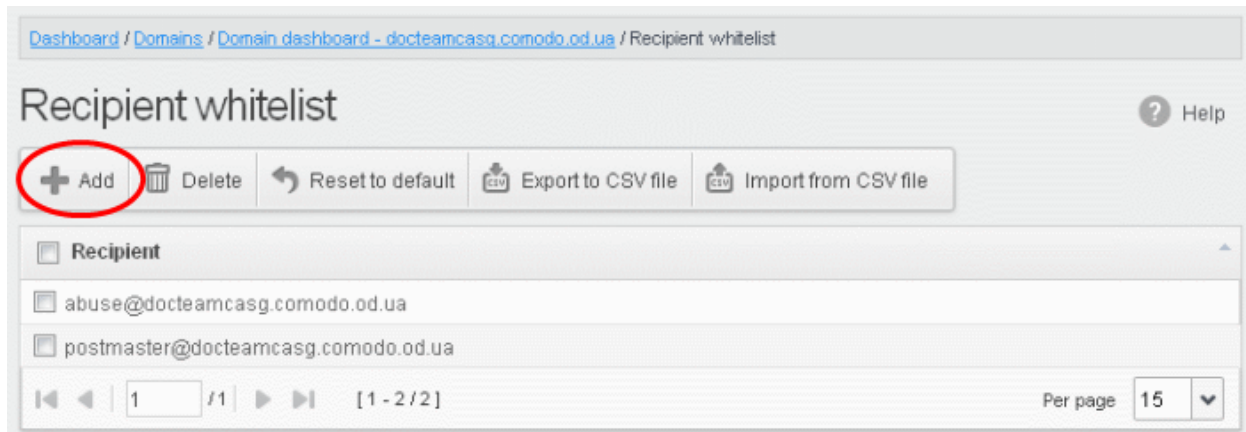 Dashboard / Domains / Domain dashboard - docteamcasg.comodo.od.ua / Recipient whitelist
Recipient whitelist
Help
Add Delete Reset to default Export to CSV file Import from CSV file
Recipient
abuse@docteamcasg.comodo.od.ua
postmaster@docteamcasg.comodo.od.ua
1 /1 [1 - 2 / 2] Per page 15